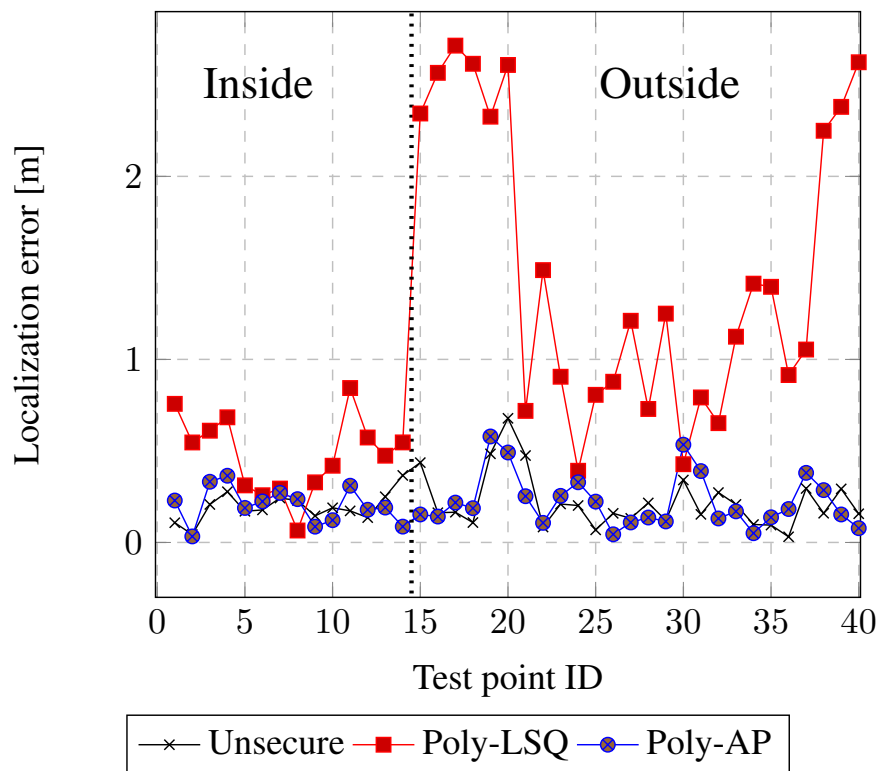 Inside
Outside
Localization error [m]
2
1
0
0 5 10 15 20 25 30 35 40
Test point ID
Unsecure Poly-LSQ Poly-AP